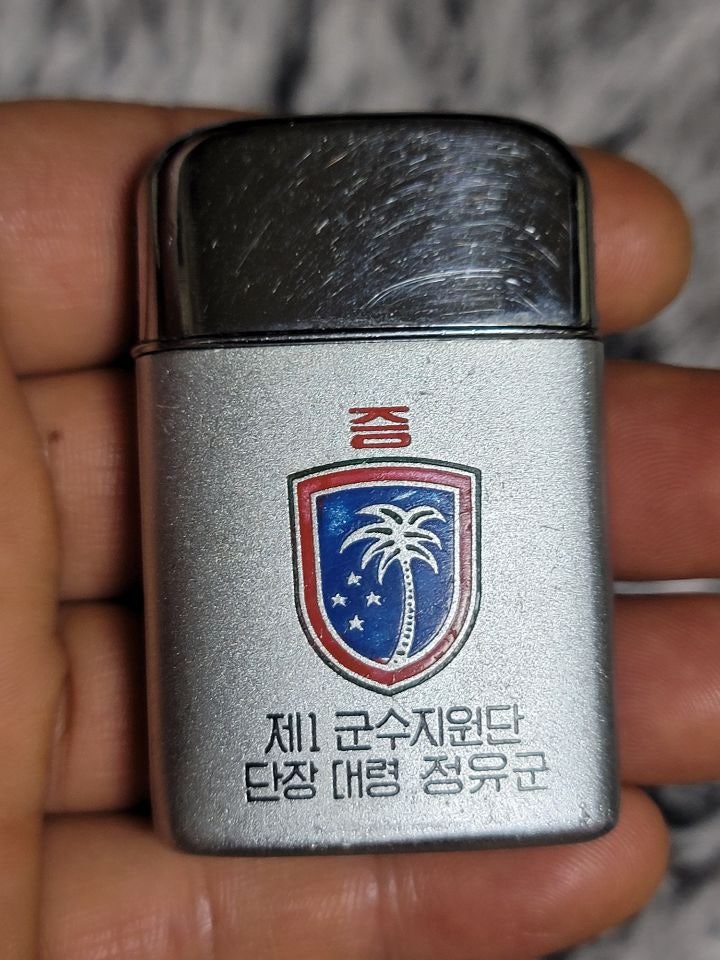 증
제1 군수지원단
단장 대령 정유군